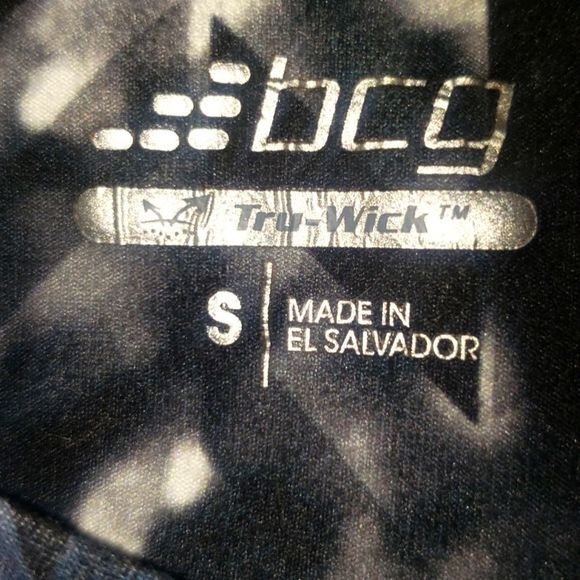 bcg
Tru-Wick™
S
MADE IN
EL SALVADOR